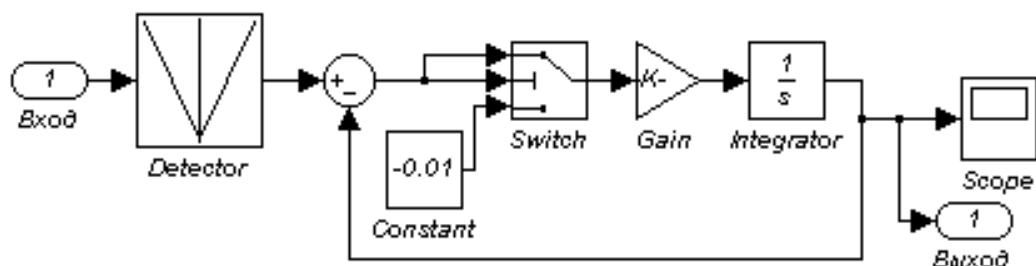 1
Вход
Detector
+
−
-0.01
Constant
Switch
K-
Gain
1
s
Integrator
Scope
1
Выход